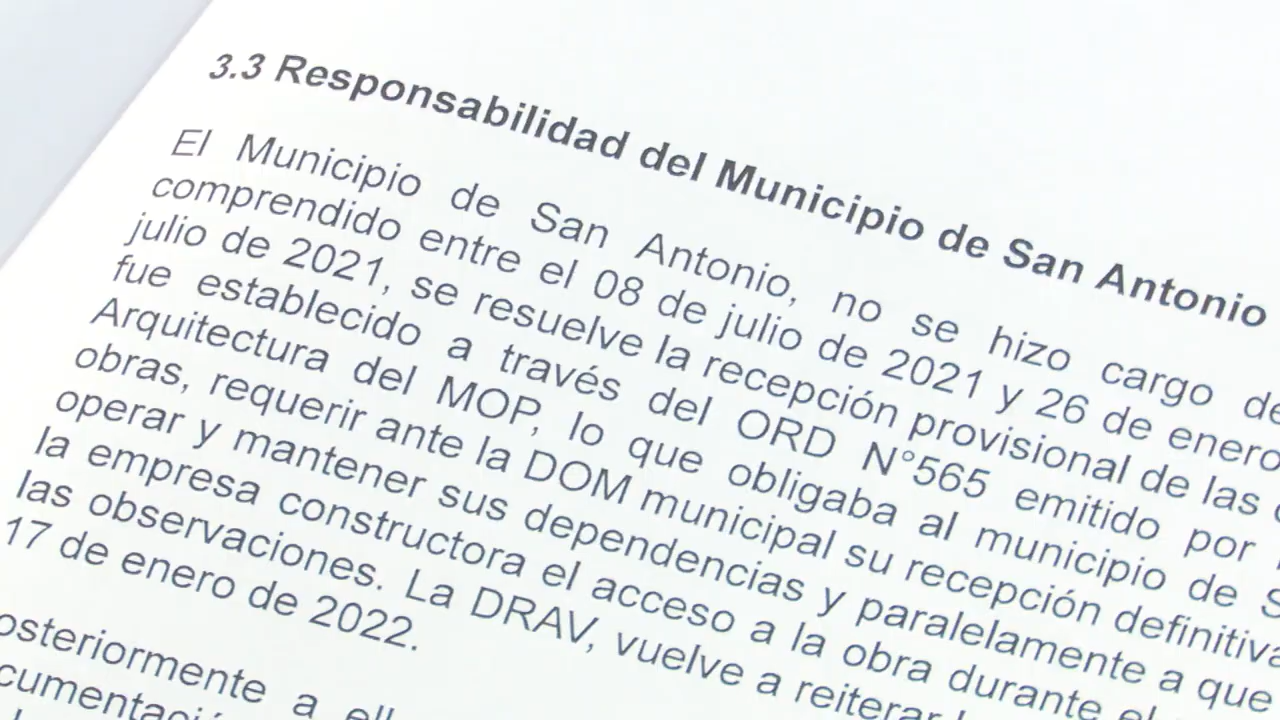 3.3 Responsabilidad del Municipio de San Antonio
El Municipio de San Antonio, no se hizo cargo
comprendido entre el 08 de julio de 2021 y 26 de enero
julio de 2021, se resuelve la recepción provisional de las
fue establecido a través del ORD N°565 emitido por
Arquitectura del MOP, lo que obligaba al municipio de
obras, requerir ante la DOM municipal su recepción
operar y mantener sus dependencias y paralelamente a que
la empresa constructora el acceso a la obra durante
las observaciones. La DRAV, vuelve a reiterar
17 de enero de 2022.
a